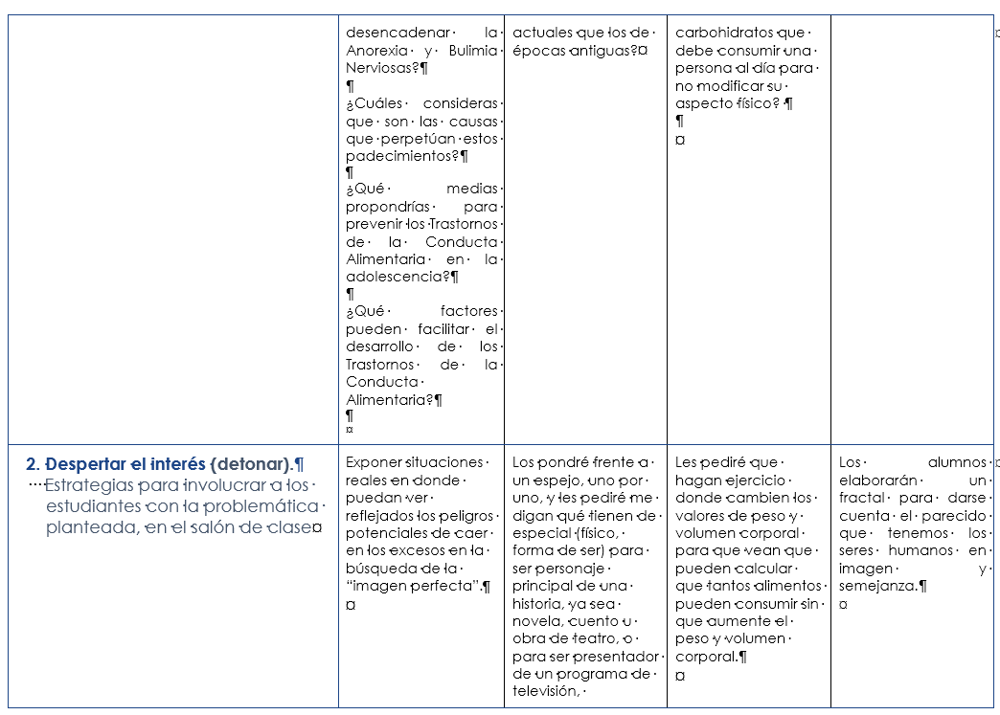 desencadenar la
Anorexia y Bulimia
Nerviosas?¶
¶
¿Cuáles consideras
que son las causas
que perpetúan estos
padecimientos?¶
¶
¿Qué medias
propondrías para
prevenir los Trastornos
de la Conducta
Alimentaria en la
adolescencia?¶
¶
¿Qué factores
pueden facilitar el
desarrollo de los
Trastornos de la
Conducta
Alimentaria?¶
¶
¤
actuales que los de
épocas antiguas?¤
carbohidratos que
debe consumir una
persona al día para
no modificar su
aspecto físico? ¶
¶
¤
¤
2. Despertar el interés (detonar).¶
Estrategias para involucrar a los
estudiantes con la problemática
planteada, en el salón de clase¤
Exponer situaciones
reales en donde
puedan ver
reflejados los peligros
potenciales de caer
en los excesos en la
búsqueda de la
“imagen perfecta”.¶
¤
Los pondré frente a
un espejo, uno por
uno, y les pediré me
digan qué tienen de
especial (físico,
forma de ser) para
ser personaje
principal de una
historia, ya sea
novela, cuento u
obra de teatro, o
para ser presentador
de un programa de
televisión,
Les pediré que
hagan ejercicio
donde cambien los
valores de peso y
volumen corporal
para que vean que
pueden calcular
que tantos alimentos
pueden consumir sin
que aumente el
peso y volumen
corporal.¶
¤
Los alumnos
elaborarán un
fractal para darse
cuenta el parecido
que tenemos los
seres humanos en
imagen y
semejanza.¶
¤
¤